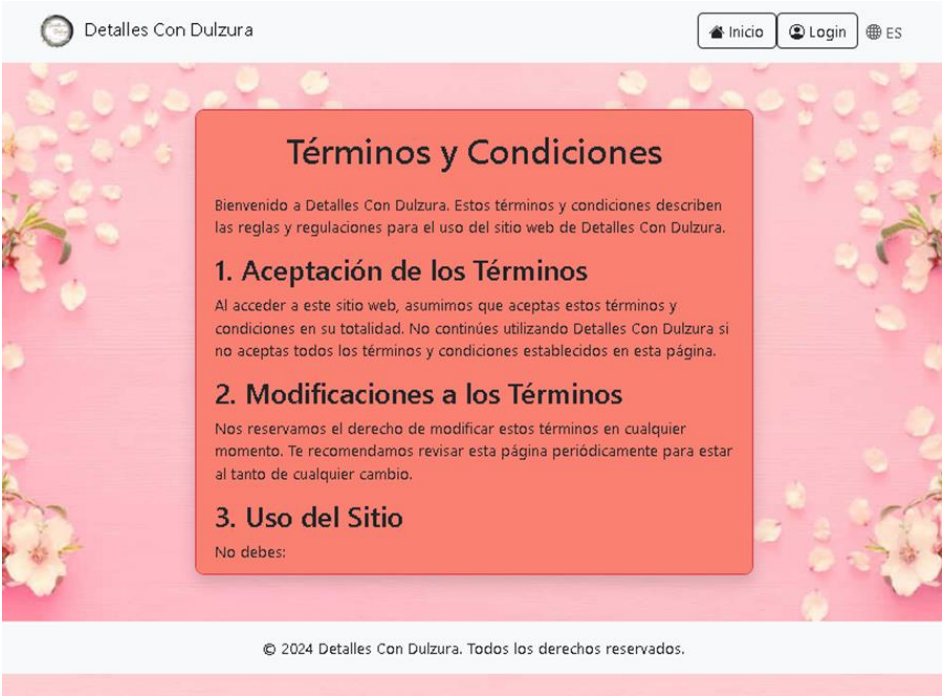 Detalles Con Dulzura
Inicio
Login
ES
Términos y Condiciones
Bienvenido a Detalles Con Dulzura. Estos términos y condiciones describen
las reglas y regulaciones para el uso del sitio web de Detalles Con Dulzura.
1. Aceptación de los Términos
Al acceder a este sitio web, asumimos que aceptas estos términos y
condiciones en su totalidad. No continúes utilizando Detalles Con Dulzura si
no aceptas todos los términos y condiciones establecidos en esta página.
2. Modificaciones a los Términos
Nos reservamos el derecho de modificar estos términos en cualquier
momento. Te recomendamos revisar esta página periódicamente para estar
al tanto de cualquier cambio.
3. Uso del Sitio
No debes:
© 2024 Detalles Con Dulzura. Todos los derechos reservados.